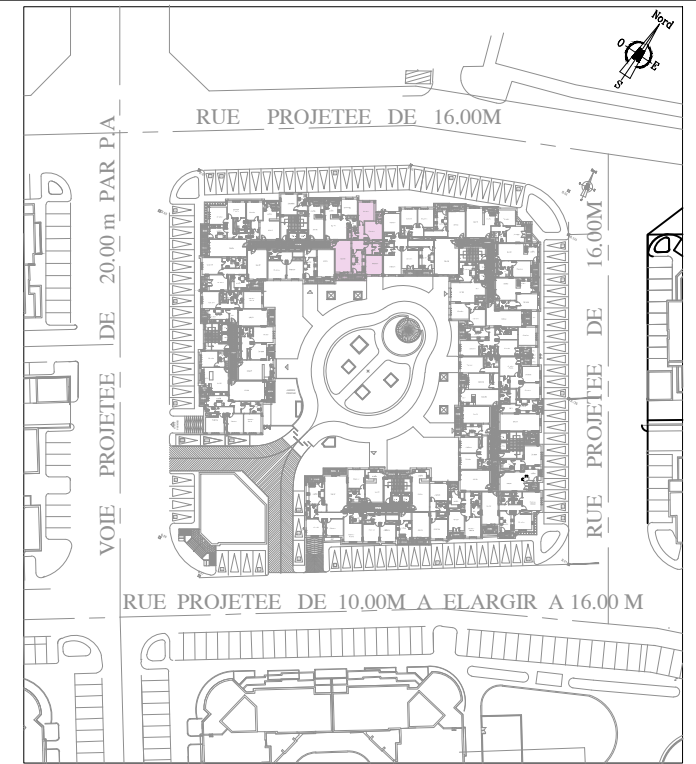 Nord
O
E
S
RUE PROJETEE DE 16.00M
VOIE PROJETEE DE 20.00 m PAR P.A
RUE PROJETEE DE 16.00M
RUE PROJETEE DE 10.00M A ELARGIR A 16.00 M